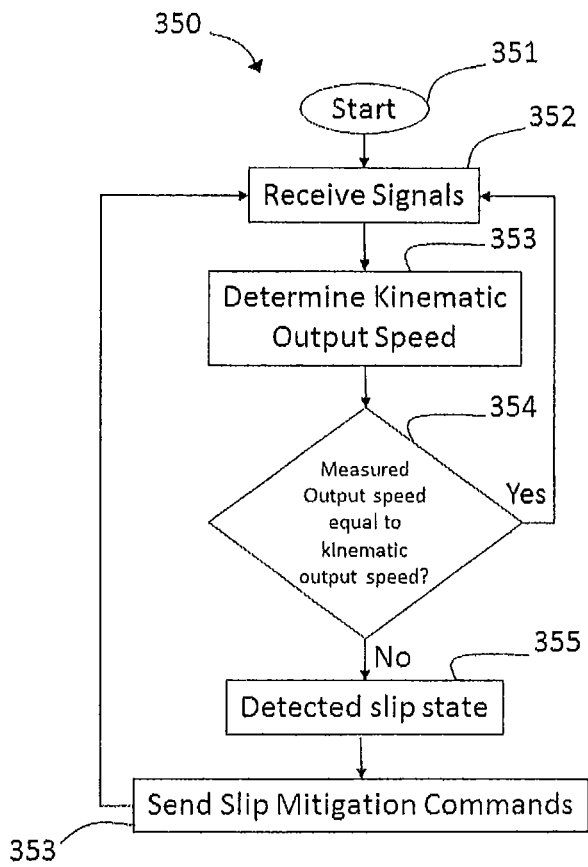 350
351
Start
352
Receive Signals
353
Determine Kinematic
Output Speed
354
Measured
Output speed
equal to
kinematic
output speed?
Yes
No
355
Detected slip state
Send Slip Mitigation Commands
353